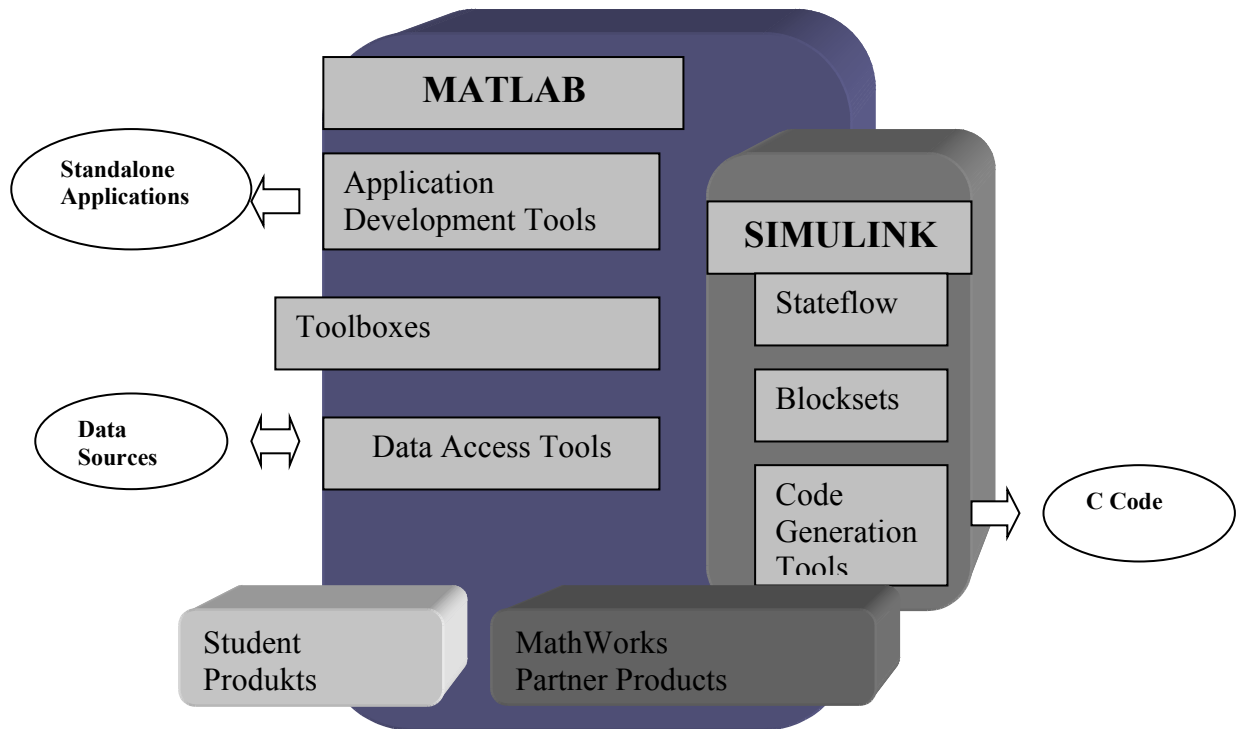 MATLAB
Standalone
Applications
Application
Development Tools
SIMULINK
Stateflow
Toolboxes
Blocksets
Data
Sources
Data Access Tools
Code
Generation
Tools
C Code
Student
Produkts
MathWorks
Partner Products